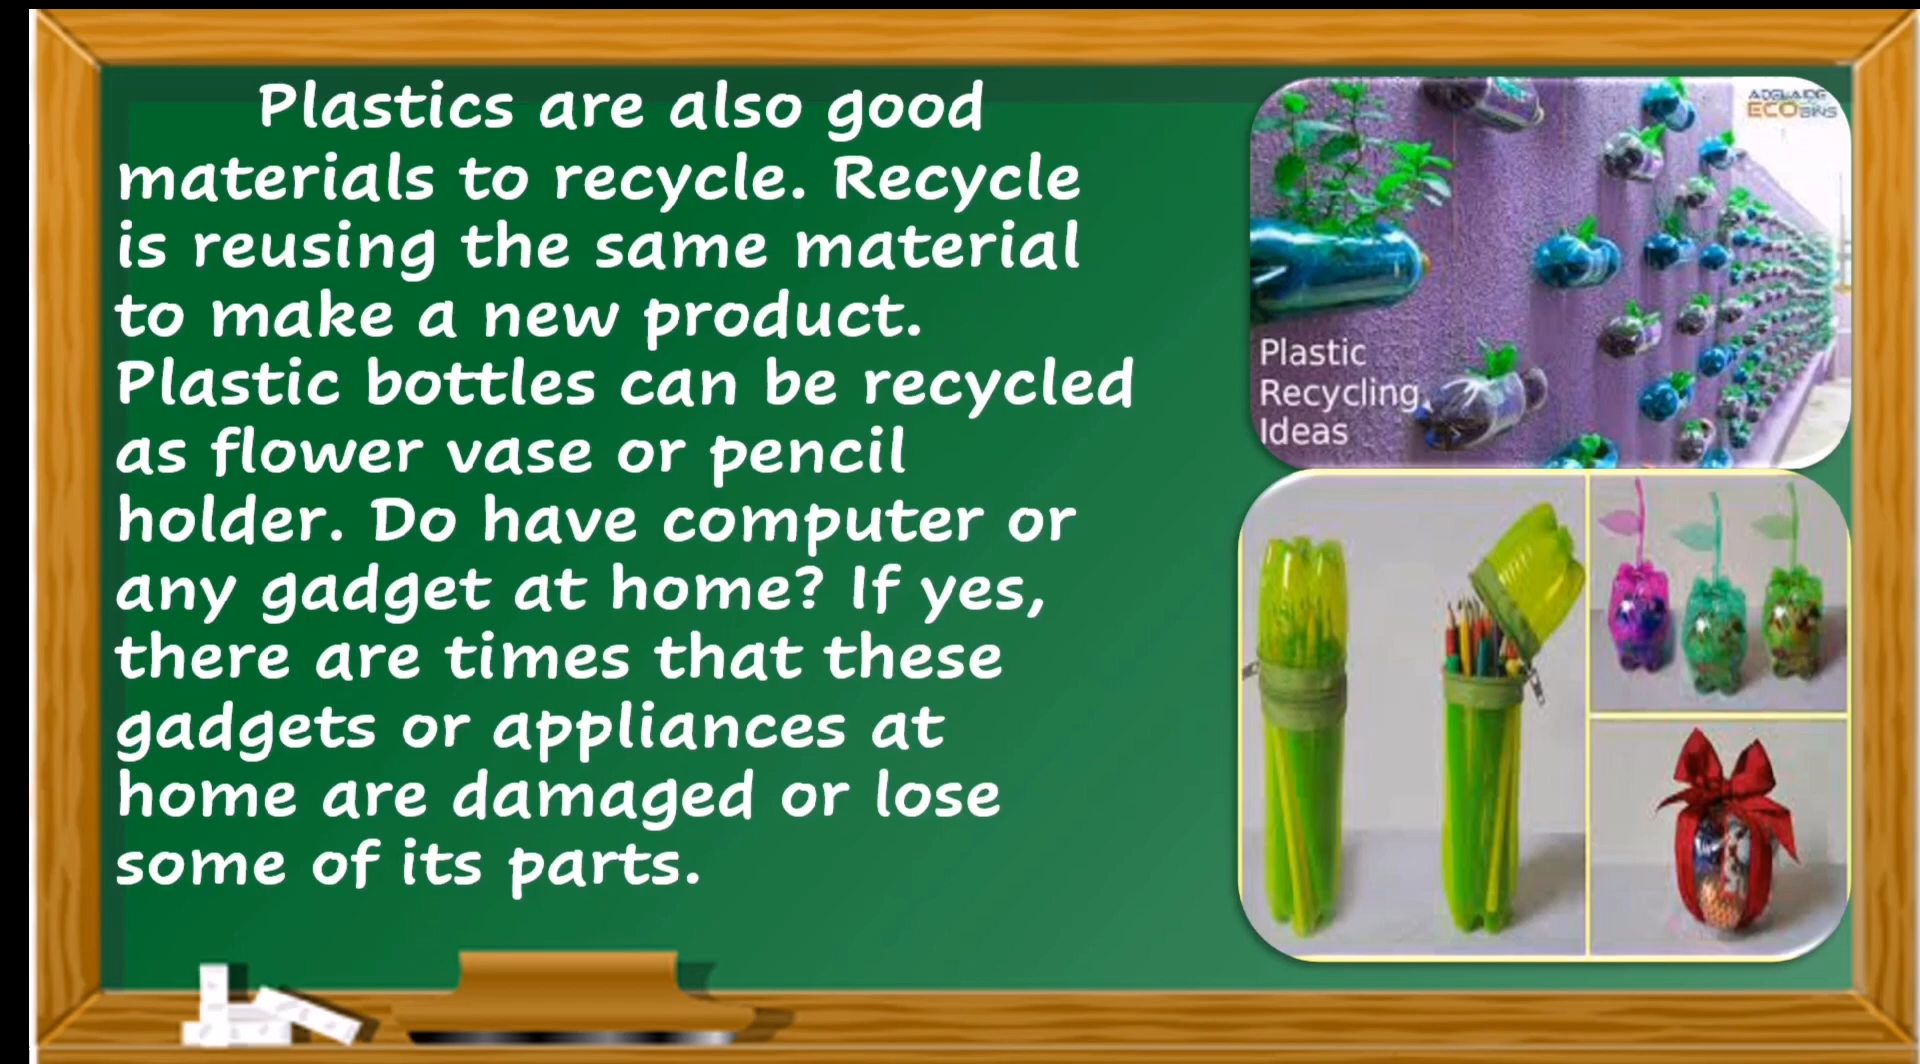 Plastics are also good
materials to recycle. Recycle
is reusing the same material
to make a new product.
Plastic bottles can be recycled
as flower vase or pencil
holder. Do have computer or
any gadget at home? If yes,
there are times that these
gadgets or appliances at
home are damaged or lose
some of its parts.
ADELAIDE
ECOBINS
Plastic
Recycling
Ideas